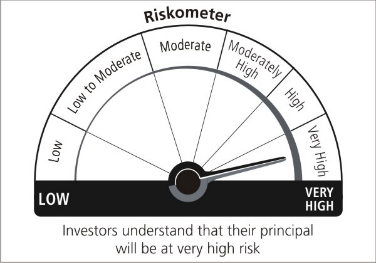 Riskometer
Low
Low to Moderate
Moderate
Moderately
High
High
Very High
LOW
VERY
HIGH
Investors understand that their principal
will be at very high risk